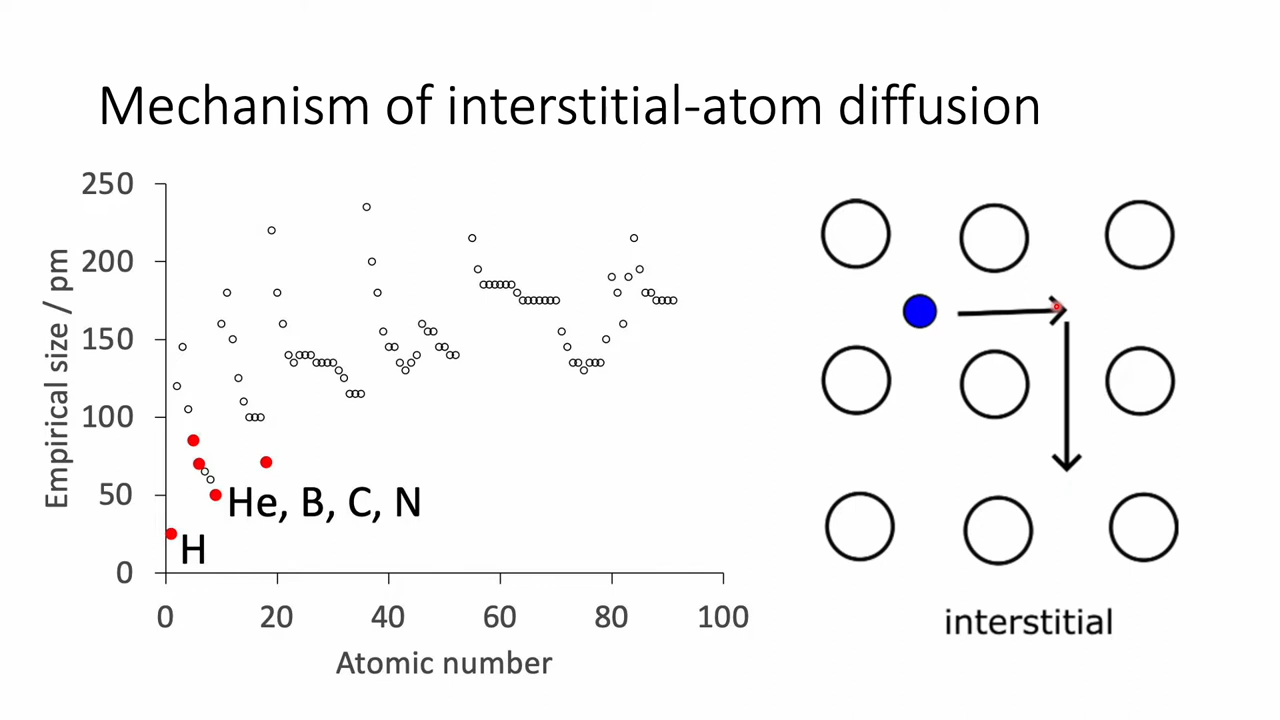 Mechanism of interstitial-atom diffusion
Empirical size / pm
250
200
150
100
50
0
He, B, C, N
H
0 20 40 60 80 100
Atomic number
interstitial